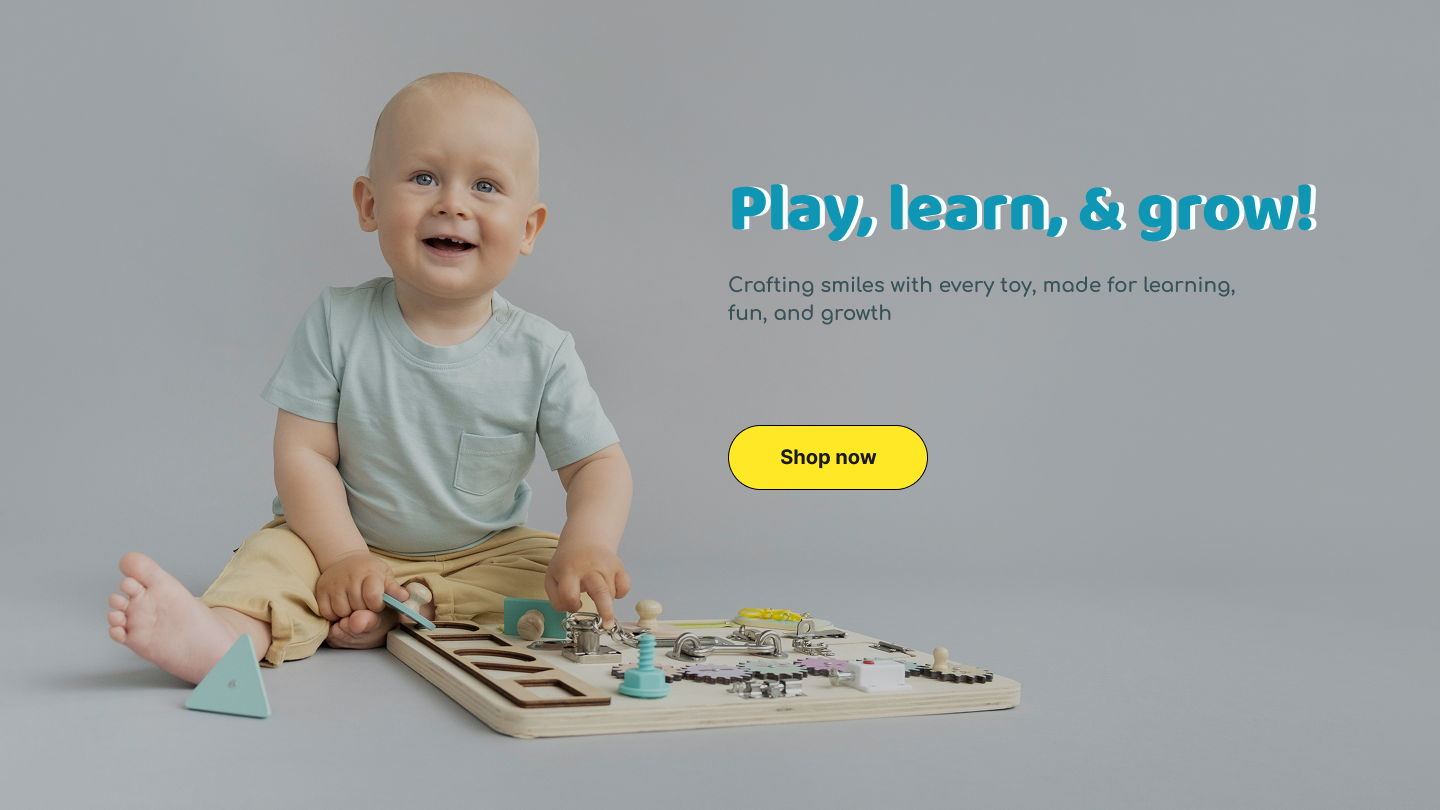 Play, learn, & grow!
Crafting smiles with every toy, made for learning,
fun, and growth
Shop now